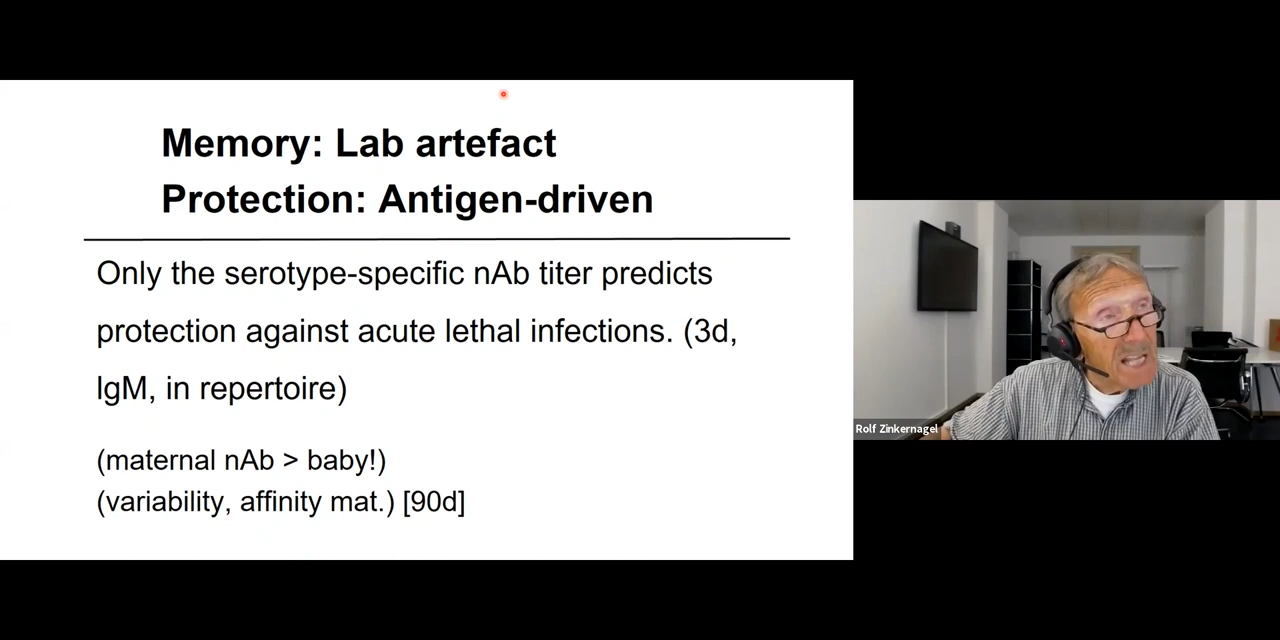 Memory: Lab artefact
Protection: Antigen-driven
Only the serotype-specific nAb titer predicts
protection against acute lethal infections. (3d,
IgM, in repertoire)
(maternal nAb > baby!)
(variability, affinity mat.) [90d]
Rolf Zinkernagel